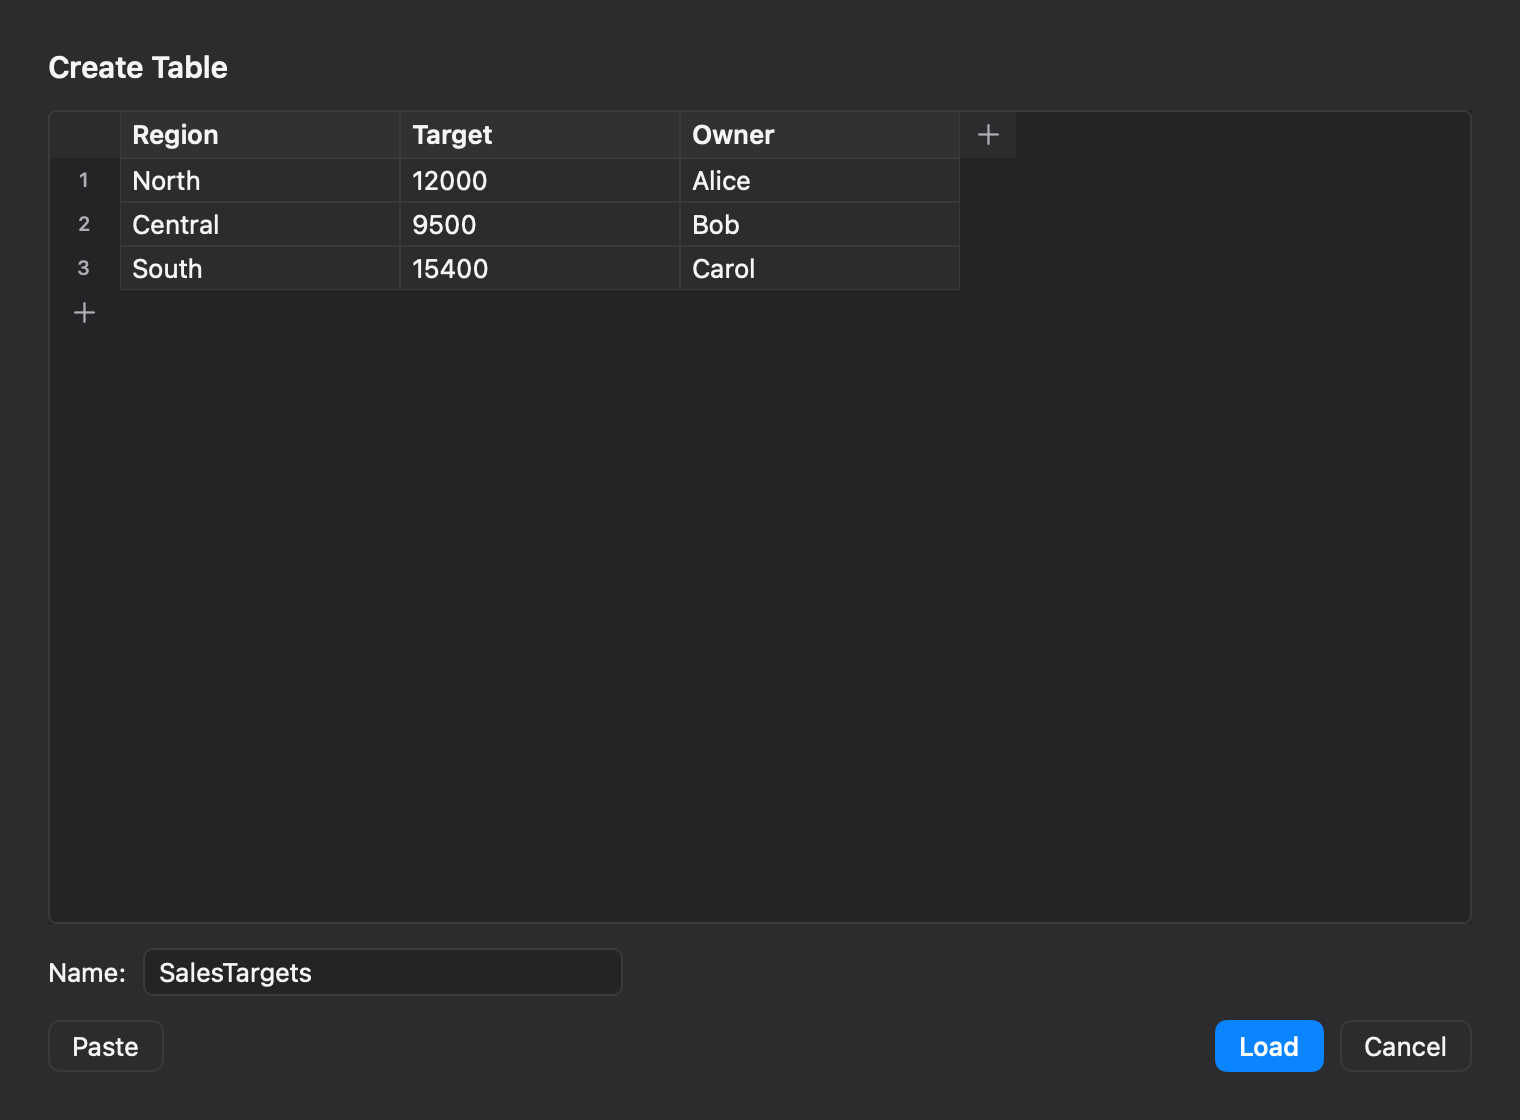 Create Table
Region Target Owner +
1 North 12000 Alice
2 Central 9500 Bob
3 South 15400 Carol
+
Name: SalesTargets
Paste Load Cancel